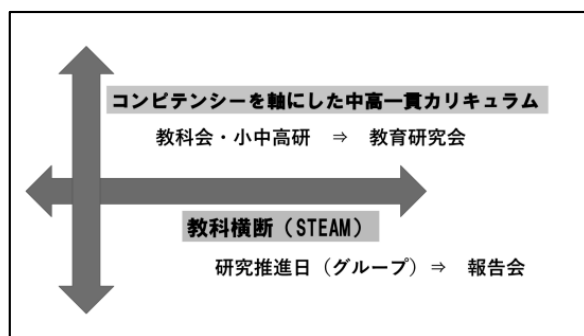 コンピテンシーを軸にした中高一貫カリキュラム
教科会・小中高研 ⇒ 教育研究会
教科横断（STEAM）
研究推進日（グループ）⇒ 報告会